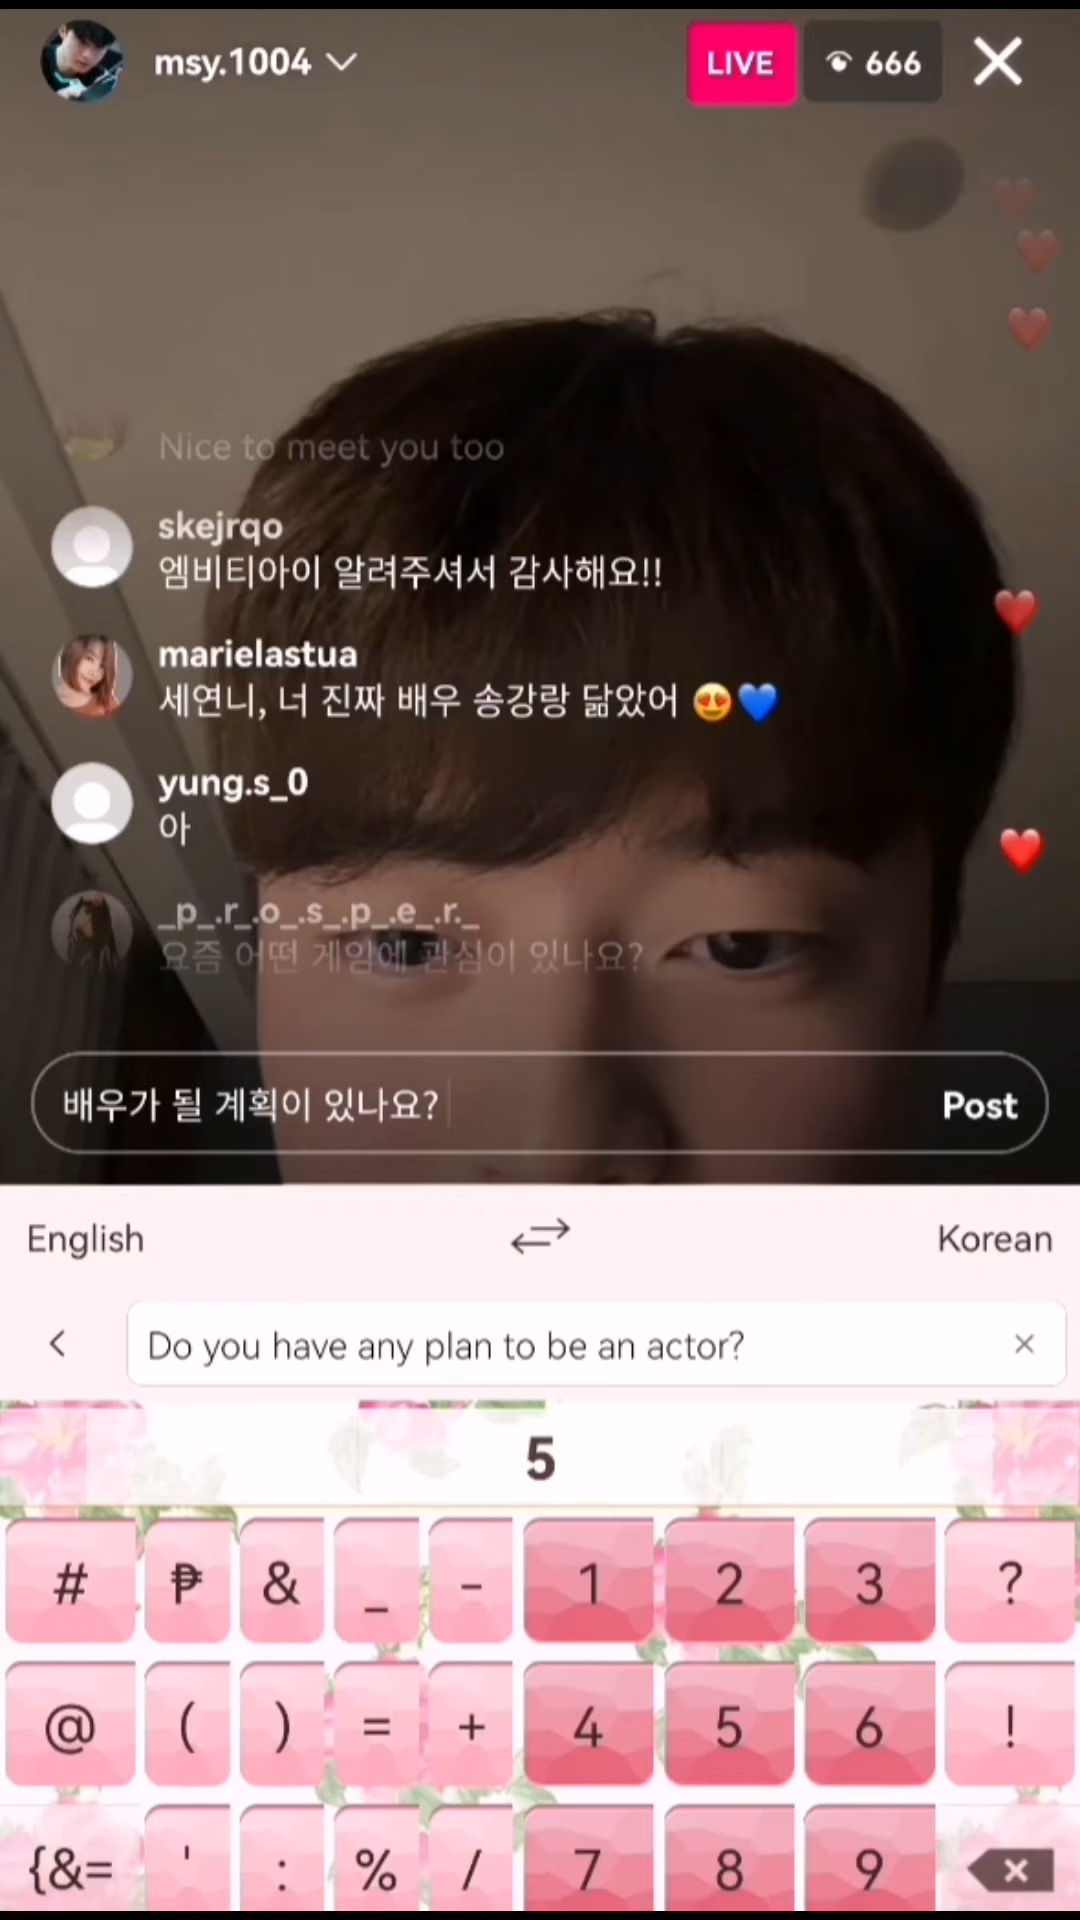 msy.1004
LIVE
666
Nice to meet you too
skejrqo
엠비티아이 알려주셔서 감사해요!!
marielastua
세연니, 너 진짜 배우 송강랑 닮았어 😍💙
yung.s_0
아
_p_.r_.o_.s_.p_.e_.r._
요즘 어떤 게임에 관심이 있나요?
배우가 될 계획이 있나요?
Post
English
Korean
Do you have any plan to be an actor?
5
# ₱ & _ - 1 2 3 ?
@ ( ) = + 4 5 6 !
{&= ' : % / 7 8 9